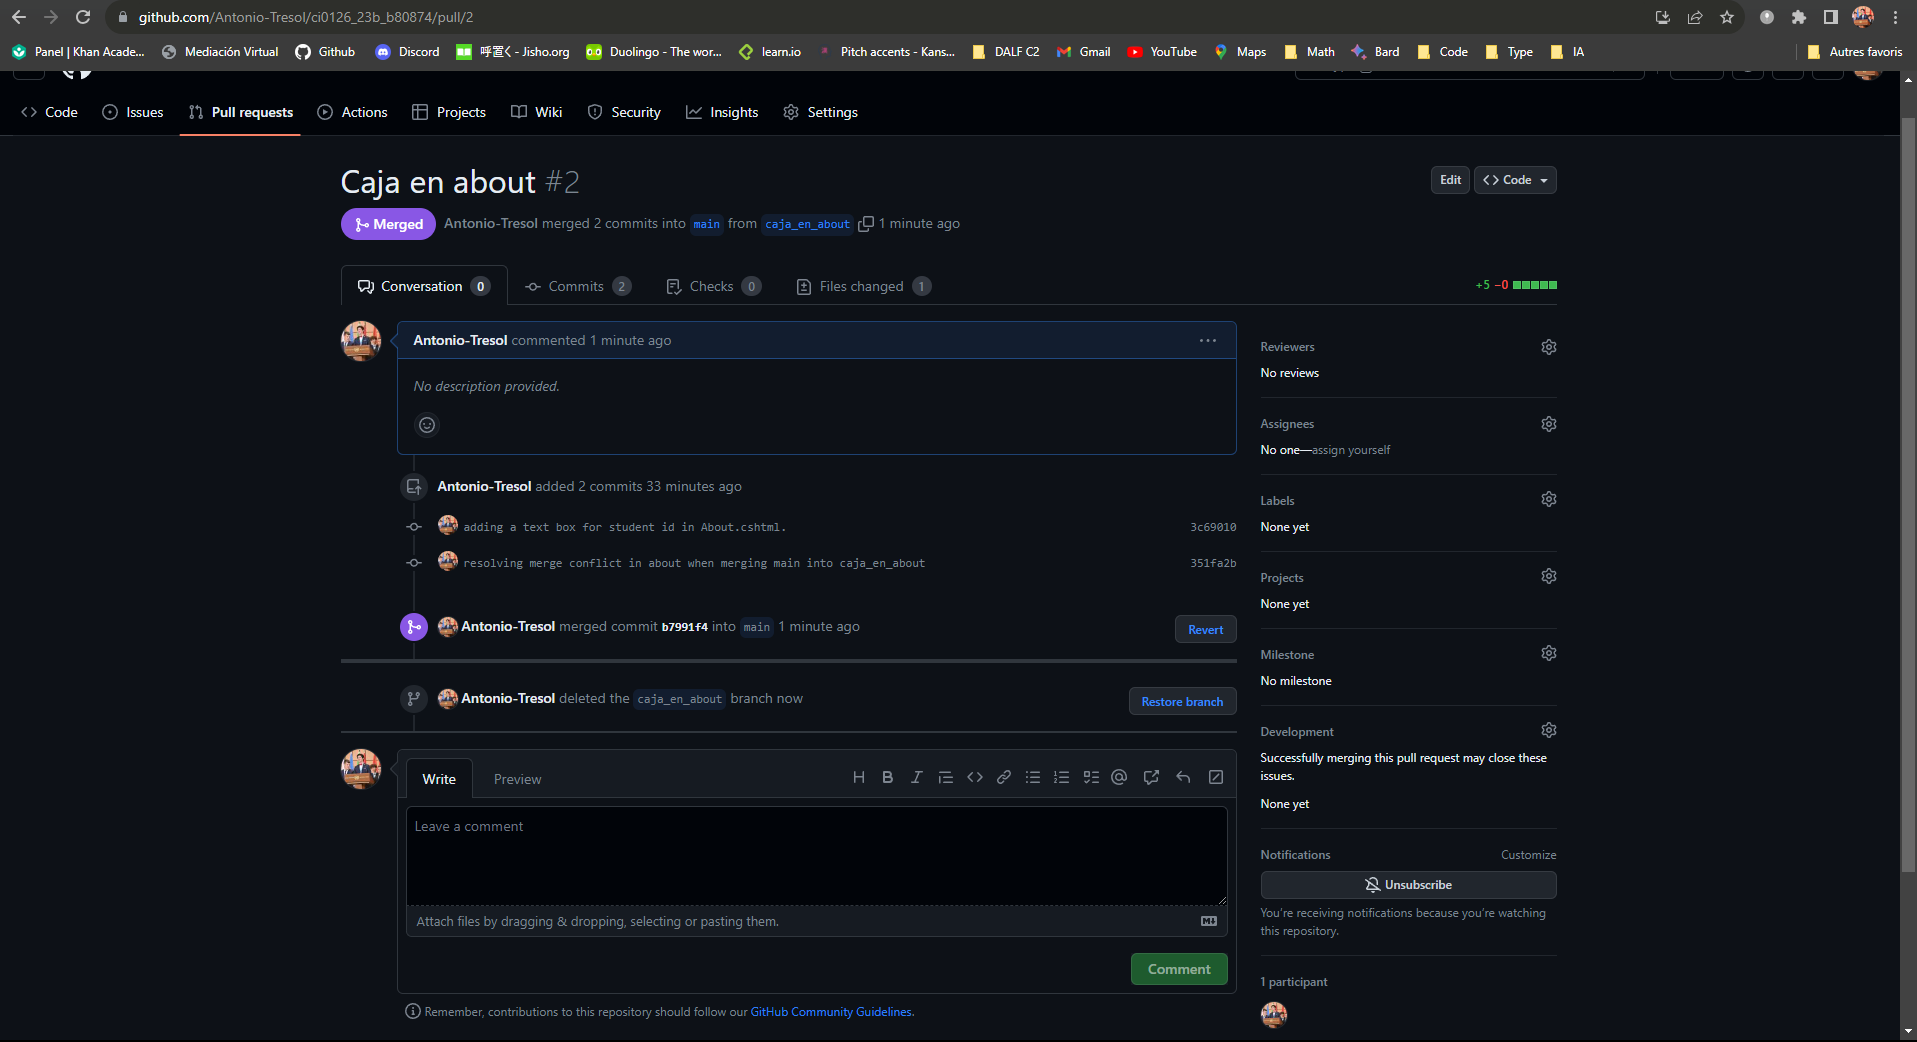 github.com/Antonio-Tresol/ci0126_23b_b80874/pull/2
Panel | Khan Acade... Mediación Virtual Github Discord 呼置く - Jisho.org Duolingo - The wor... learn.io Pitch accents - Kans... DALF C2 Gmail YouTube Maps Math Bard Code Type IA Autres favoris
Code Issues Pull requests Actions Projects Wiki Security Insights Settings
Caja en about #2
Edit Code
Merged Antonio-Tresol merged 2 commits into main from caja_en_about 1 minute ago
Conversation 0 Commits 2 Checks 0 Files changed 1
+5 −0
Antonio-Tresol commented 1 minute ago
No description provided.
Antonio-Tresol added 2 commits 33 minutes ago
adding a text box for student id in About.cshtml. 3c69010
resolving merge conflict in about when merging main into caja_en_about 351fa2b
Antonio-Tresol merged commit b7991f4 into main 1 minute ago
Revert
Antonio-Tresol deleted the caja_en_about branch now
Restore branch
Write Preview
H B I @
Leave a comment
Attach files by dragging & dropping, selecting or pasting them.
Comment
Remember, contributions to this repository should follow our GitHub Community Guidelines.
Reviewers
No reviews
Assignees
No one—assign yourself
Labels
None yet
Projects
None yet
Milestone
No milestone
Development
Successfully merging this pull request may close these
issues.
None yet
Notifications Customize
Unsubscribe
You're receiving notifications because you're watching
this repository.
1 participant